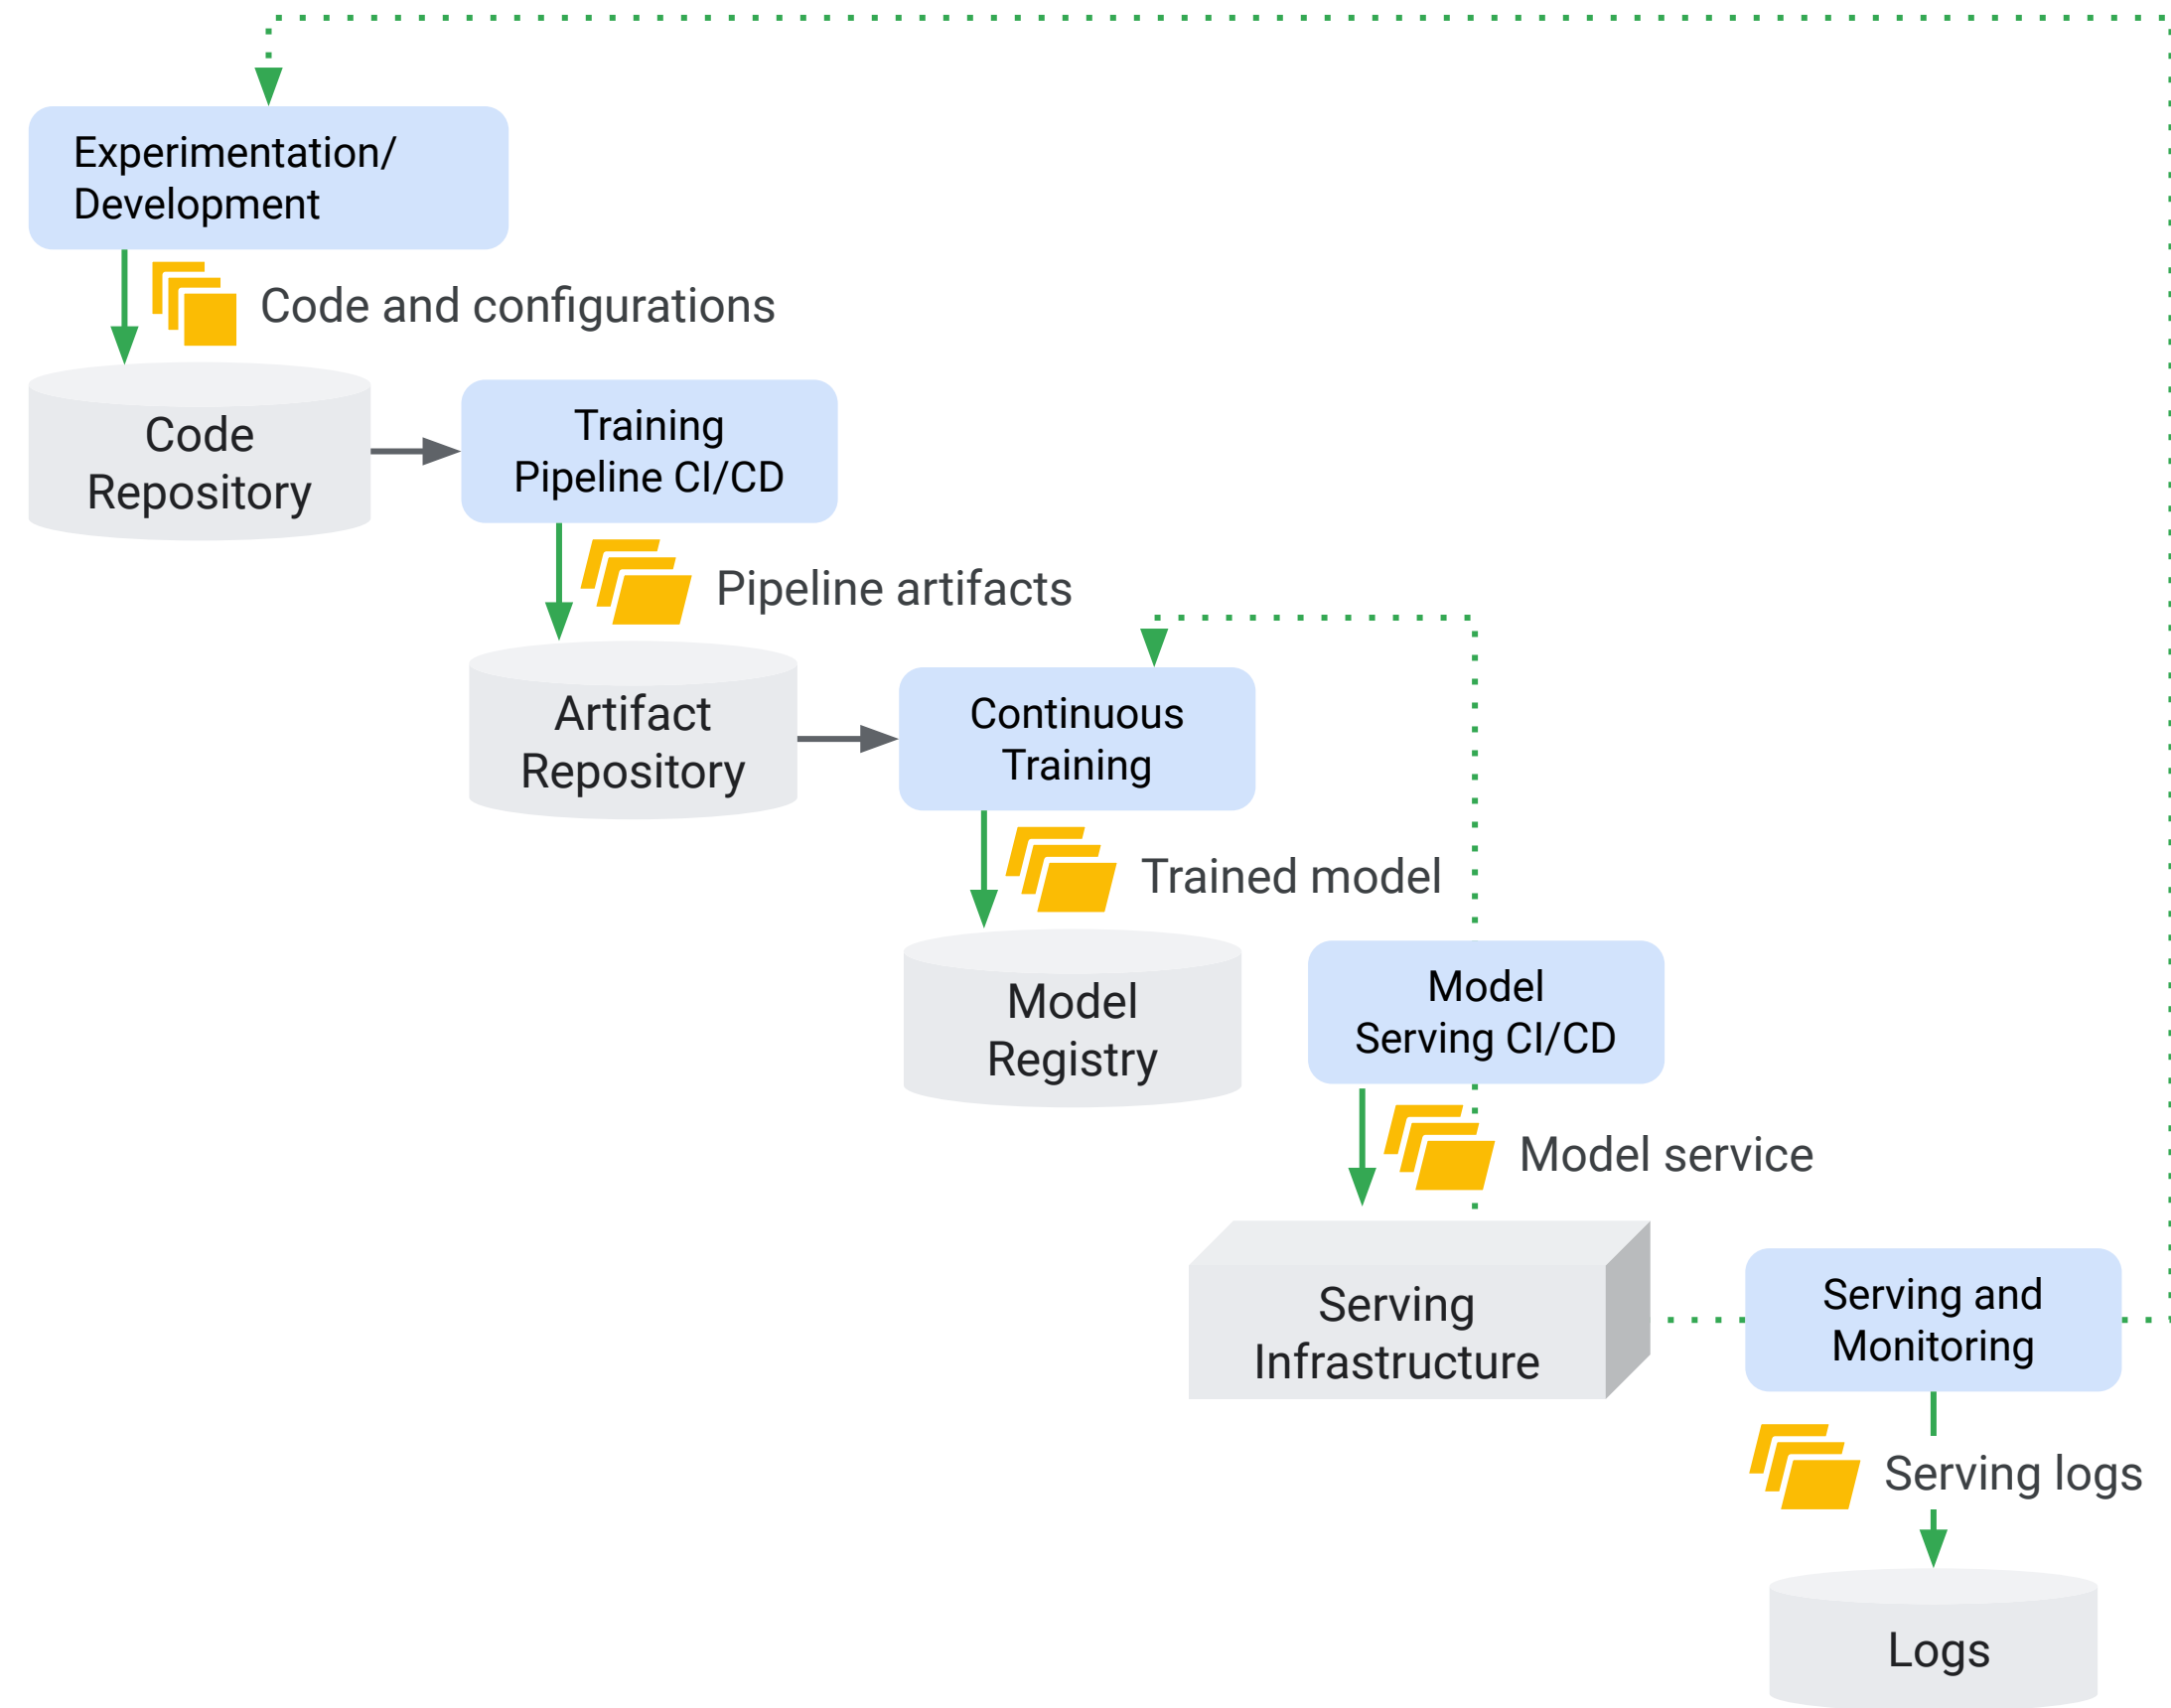 Experimentation/
Development
Code and configurations
Code
Repository
Training
Pipeline CI/CD
Pipeline artifacts
Artifact
Repository
Continuous
Training
Trained model
Model
Registry
Model
Serving CI/CD
Model service
Serving
Infrastructure
Serving and
Monitoring
Serving logs
Logs